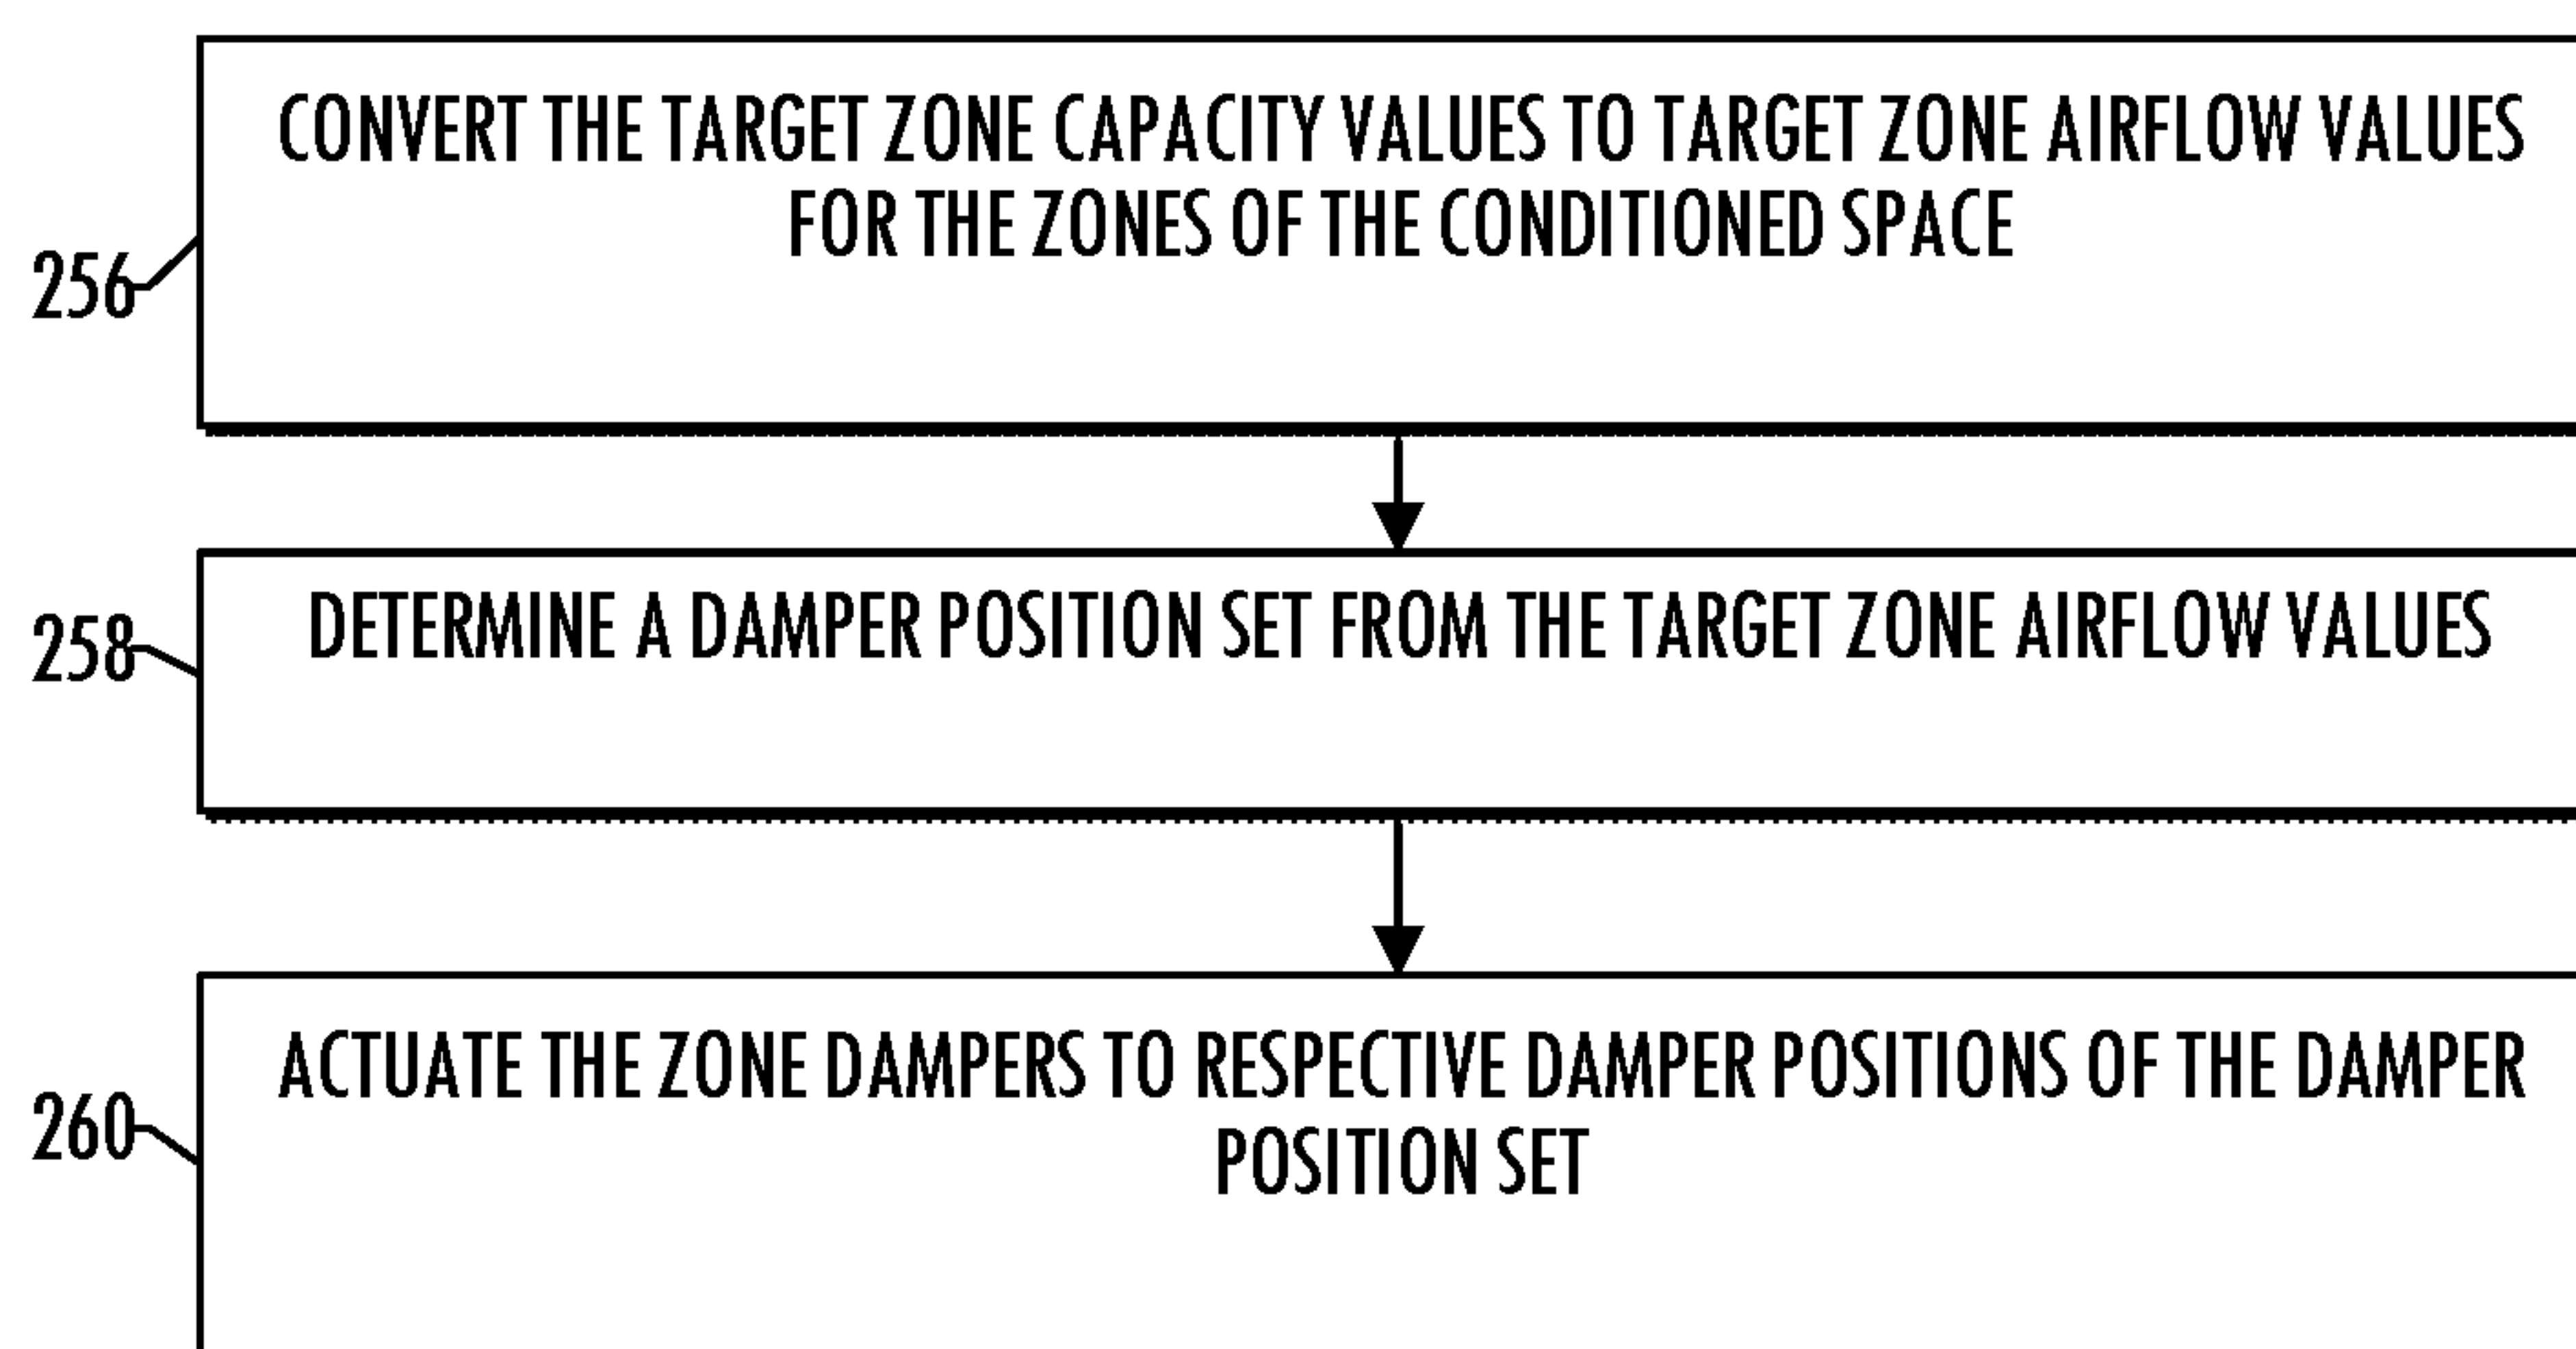 CONVERT THE TARGET ZONE CAPACITY VALUES TO TARGET ZONE AIRFLOW VALUES
FOR THE ZONES OF THE CONDITIONED SPACE
256
DETERMINE A DAMPER POSITION SET FROM THE TARGET ZONE AIRFLOW VALUES
258
ACTUATE THE ZONE DAMPERS TO RESPECTIVE DAMPER POSITIONS OF THE DAMPER
POSITION SET
260